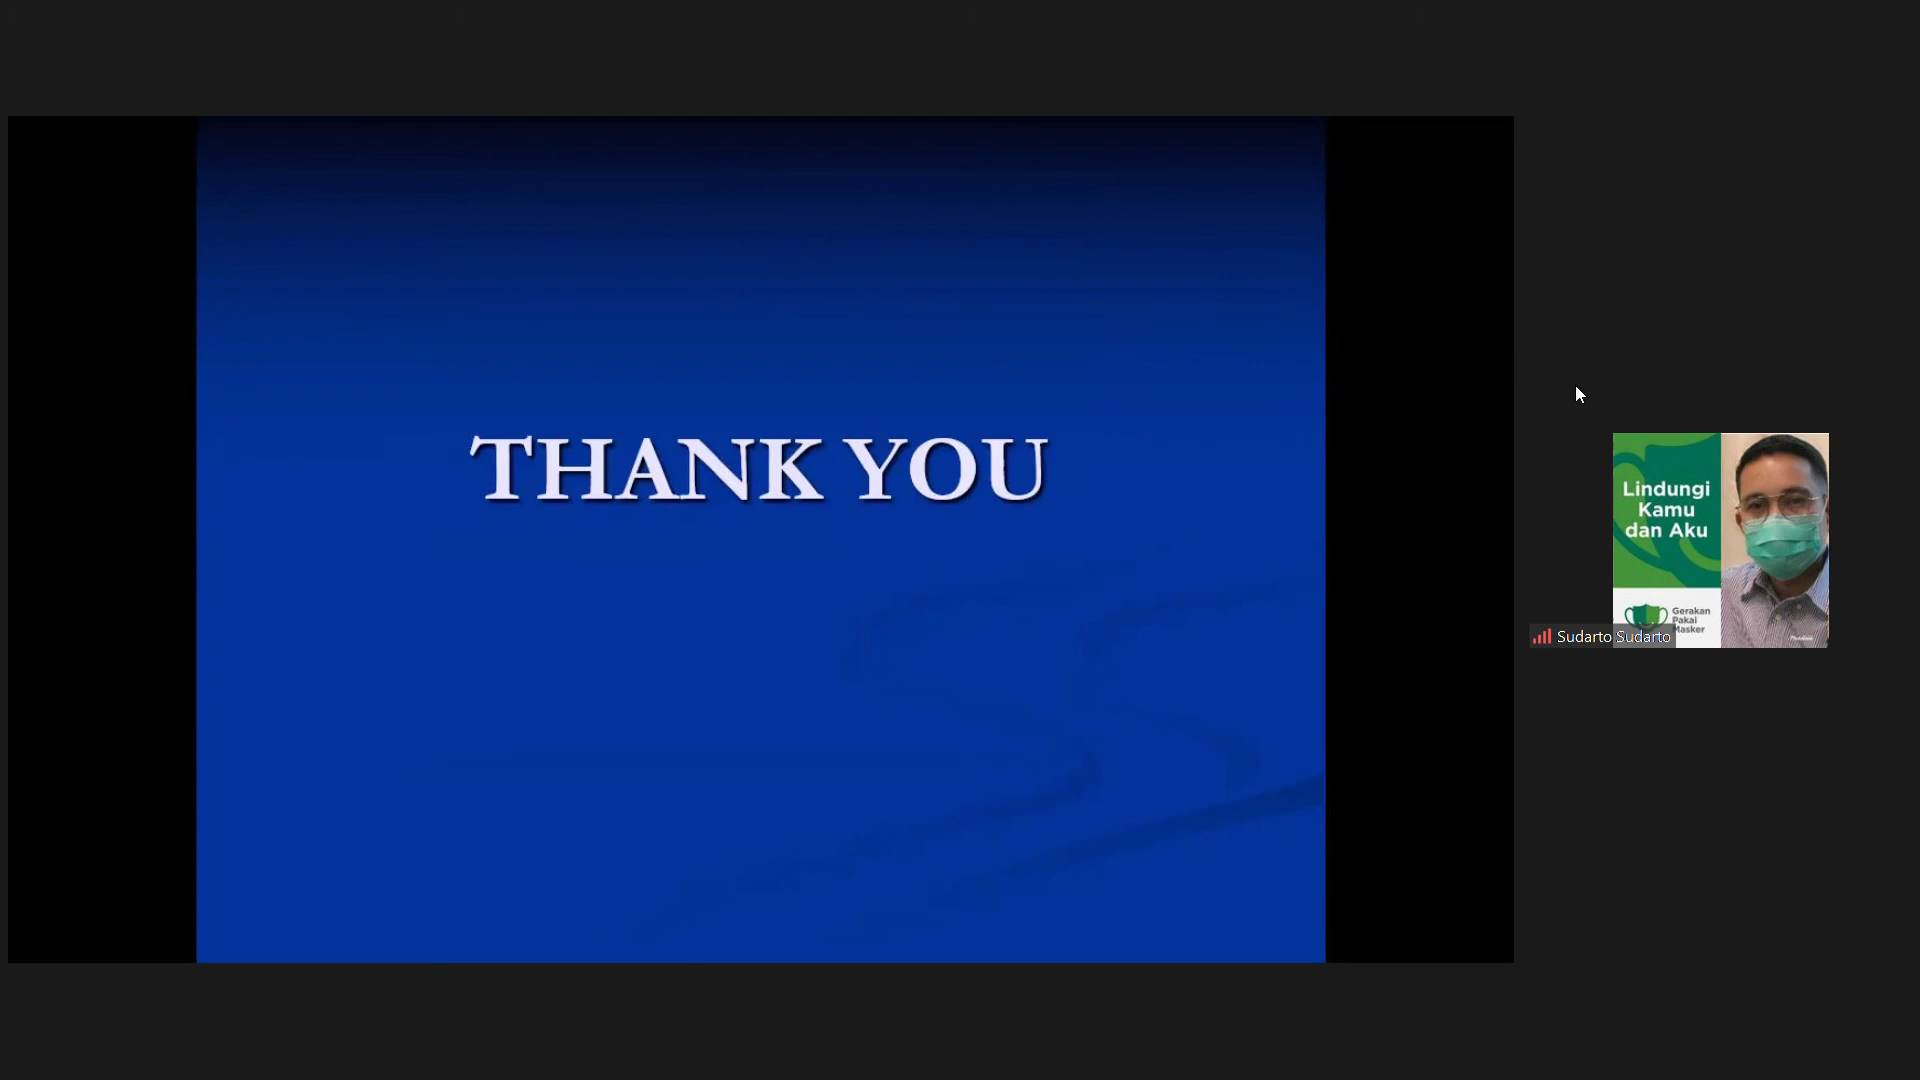 THANK YOU
Lindungi
Kamu
dan Aku
Gerakan
Pakai
Masker
Sudarto Sudarto